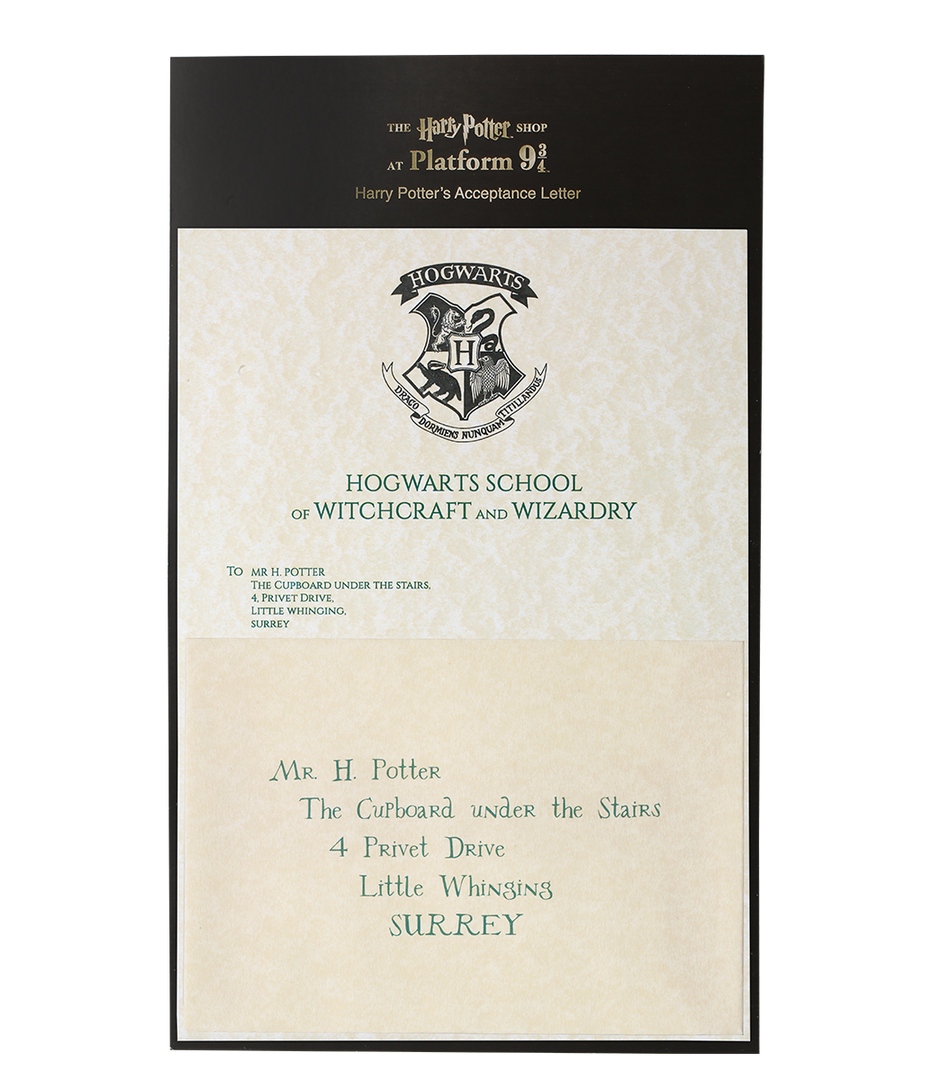 THE Harry Potter SHOP
AT Platform 9¾™
Harry Potter's Acceptance Letter
HOGWARTS
H
DRACO DORMIENS NUNQUAM TITILLANDUS
HOGWARTS SCHOOL
OF WITCHCRAFT AND WIZARDRY
TO MR H. POTTER
THE CUPBOARD UNDER THE STAIRS,
4, PRIVET DRIVE,
LITTLE WHINGING,
SURREY
Mr. H. Potter
The Cupboard under the Stairs
4 Privet Drive
Little Whinging
SURREY